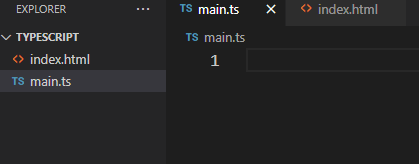 EXPLORER ...
TYPESCRIPT
<> index.html
TS main.ts
TS main.ts × <> index.html
TS main.ts
1